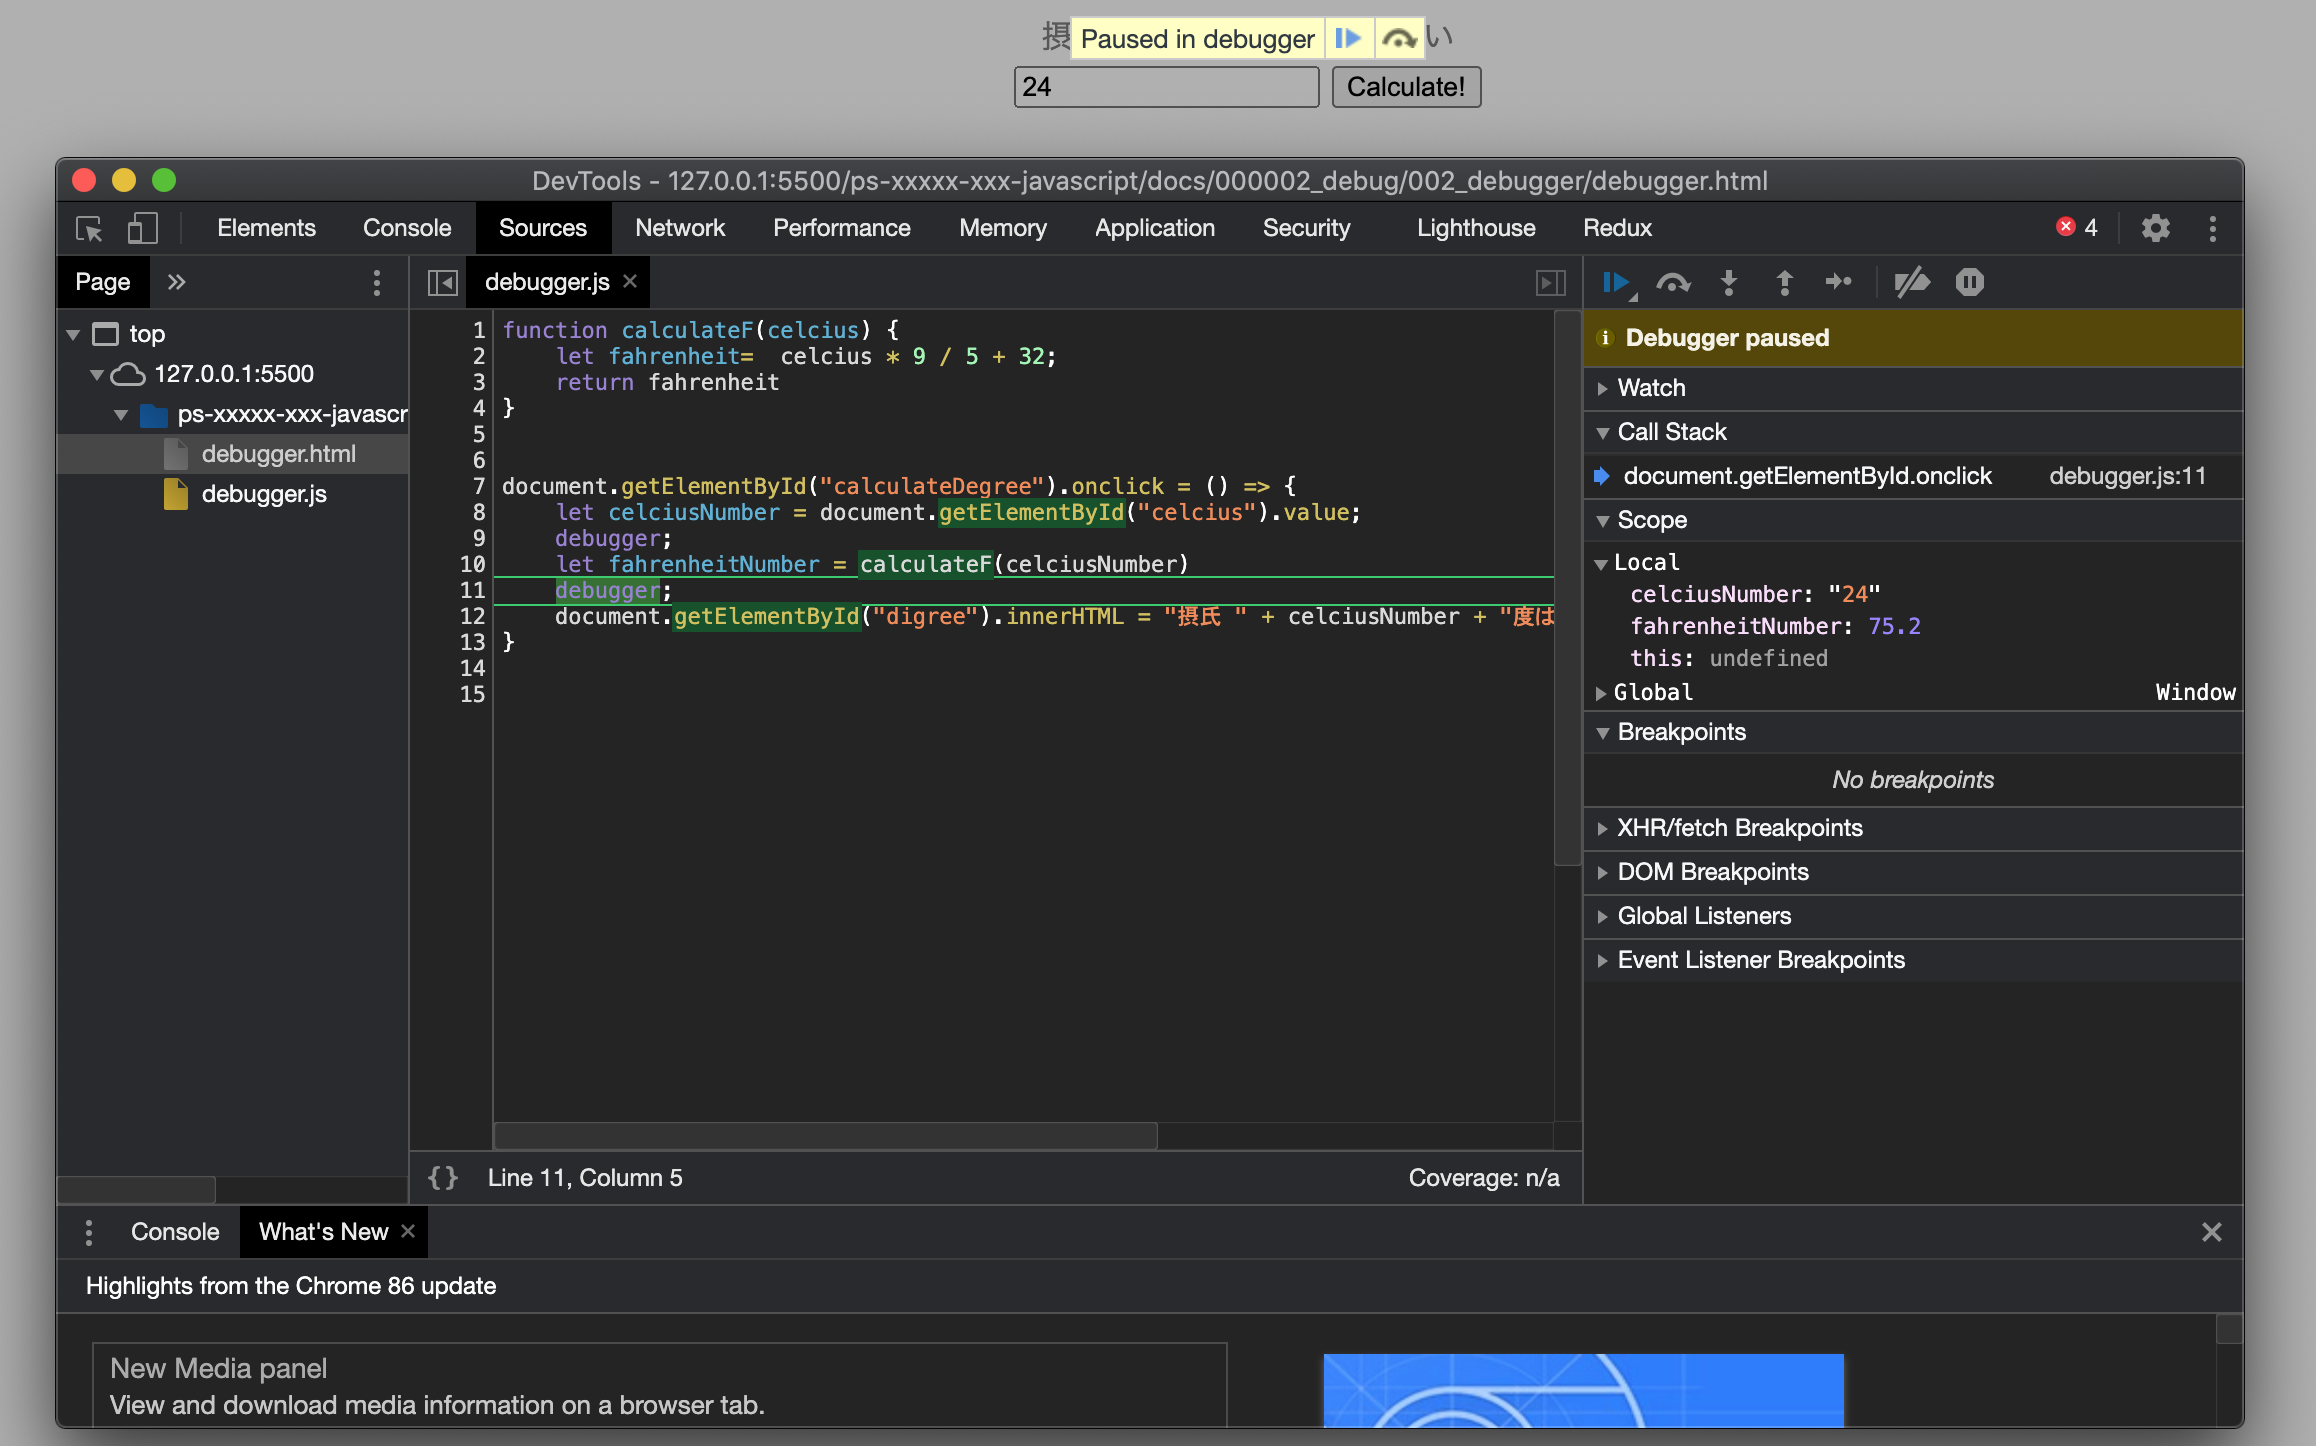 摂 Paused in debugger い
24 Calculate!
DevTools - 127.0.0.1:5500/ps-xxxxx-xxx-javascript/docs/000002_debug/002_debugger/debugger.html
Elements Console Sources Network Performance Memory Application Security Lighthouse Redux 4
Page
top
127.0.0.1:5500
ps-xxxxx-xxx-javascr
debugger.html
debugger.js
debugger.js
1 function calculateF(celcius) {
2     let fahrenheit=  celcius * 9 / 5 + 32;
3     return fahrenheit
4 }
5
6
7 document.getElementById("calculateDegree").onclick = () => {
8     let celciusNumber = document.getElementById("celcius").value;
9     debugger;
10     let fahrenheitNumber = calculateF(celciusNumber)
11     debugger;
12     document.getElementById("digree").innerHTML = "摂氏 " + celciusNumber + "度は
13 }
14
15
{} Line 11, Column 5 Coverage: n/a
Debugger paused
Watch
Call Stack
document.getElementById.onclick debugger.js:11
Scope
Local
celciusNumber: "24"
fahrenheitNumber: 75.2
this: undefined
Global Window
Breakpoints
No breakpoints
XHR/fetch Breakpoints
DOM Breakpoints
Global Listeners
Event Listener Breakpoints
Console What's New
Highlights from the Chrome 86 update
New Media panel
View and download media information on a browser tab.